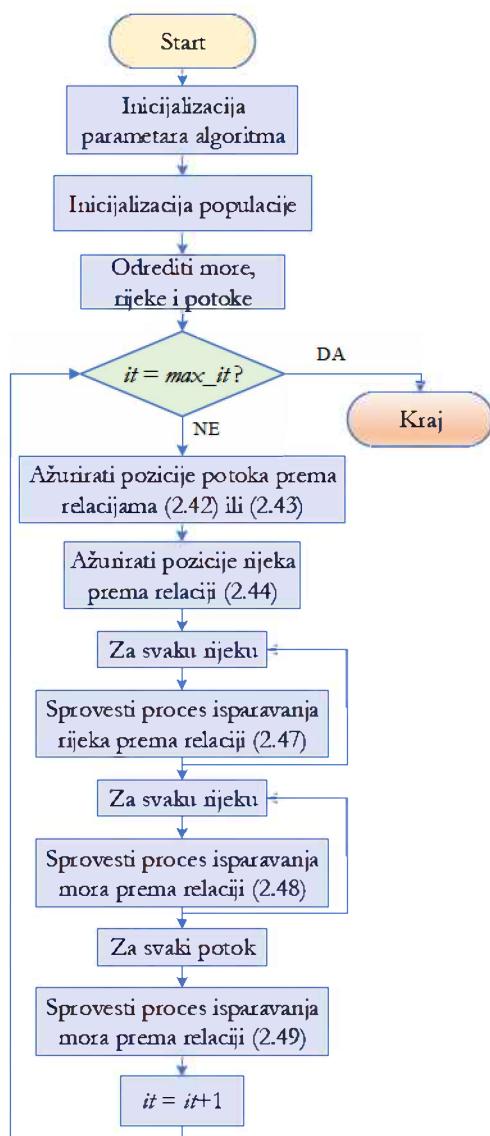 Start
Inicijalizacija
parametara algoritma
Inicijalizacija populacije
Odrediti more,
rijeke i potoke
it = max_it?
DA
Kraj
NE
Ažurirati pozicije potoka prema
relacijama (2.42) ili (2.43)
Ažurirati pozicije rijeka
prema relaciji (2.44)
Za svaku rijeku
Sprovesti proces isparavanja
rijeka prema relaciji (2.47)
Za svaku rijeku
Sprovesti proces isparavanja
mora prema relaciji (2.48)
Za svaki potok
Sprovesti proces isparavanja
mora prema relaciji (2.49)
it = it+1